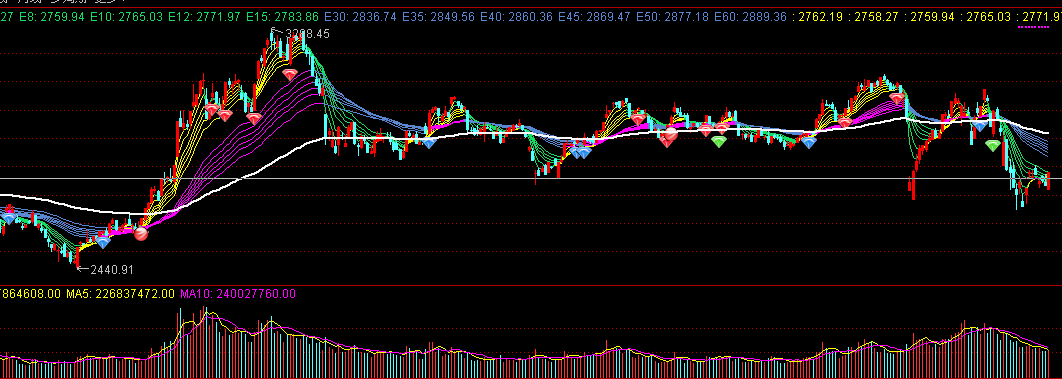 27 E8: 2759.94 E10: 2765.03 E12: 2771.97 E15: 2783.86 E30: 2836.74 E35: 2849.56 E40: 2860.36 E45: 2869.47 E50: 2877.18 E60: 2889.36 : 2762.19 : 2758.27 : 2759.94 : 2765.03 : 2771.9
3288.45
2440.91
7864608.00 MA5: 226837472.00 MA10: 240027760.00